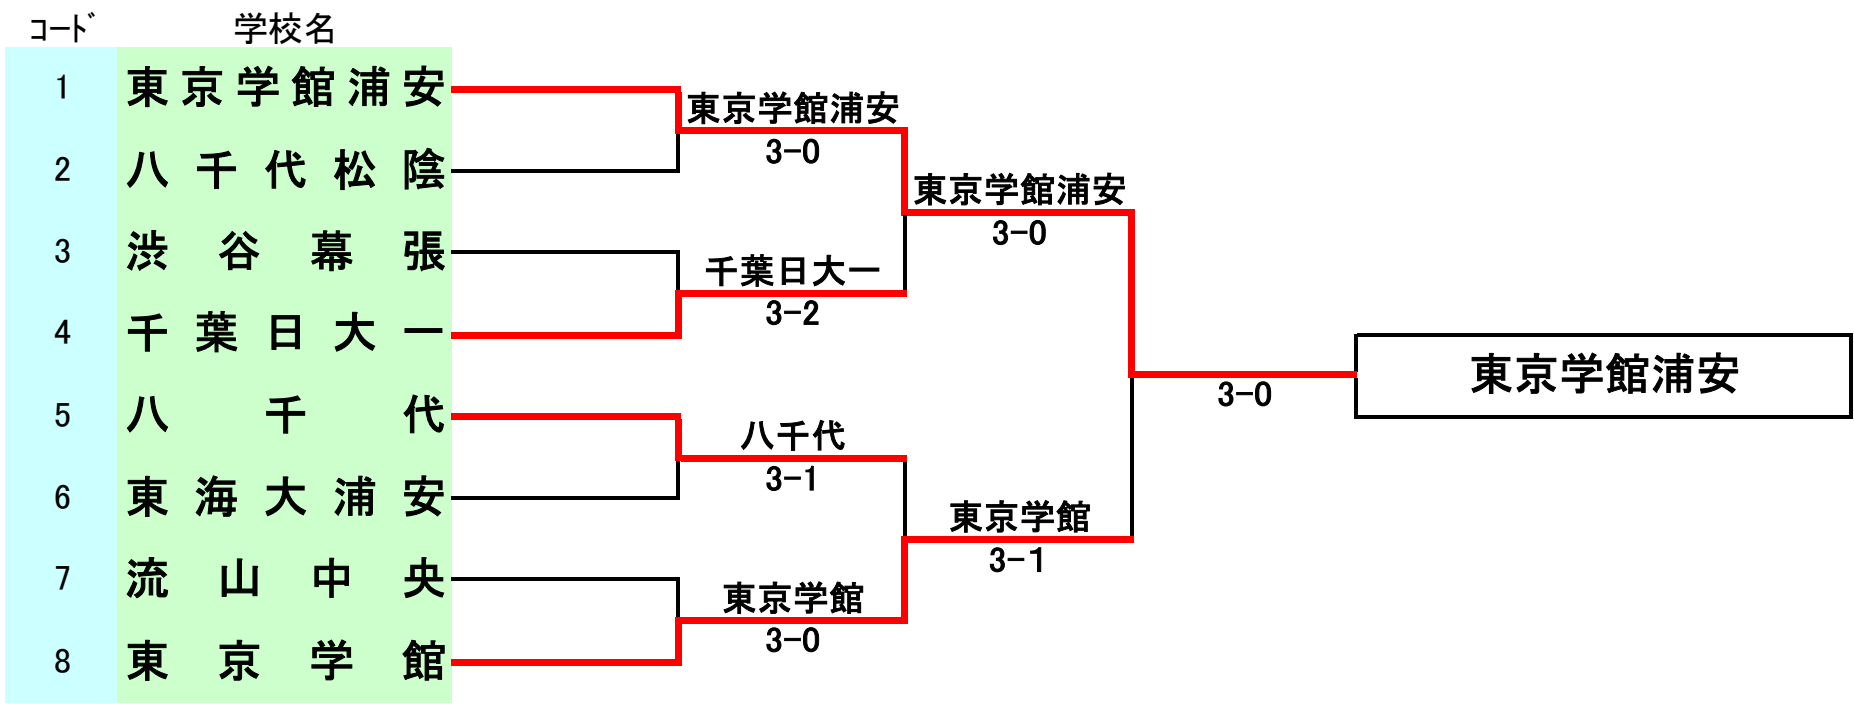 ｺｰﾄﾞ 学校名
1 東京学館浦安
2 八千代松陰
3 渋谷幕張
4 千葉日大一
5 八千代
6 東海大浦安
7 流山中央
8 東京学館
東京学館浦安
3-0
千葉日大一
3-2
八千代
3-1
東京学館
3-0
東京学館浦安
3-0
東京学館
3-1
3-0
東京学館浦安